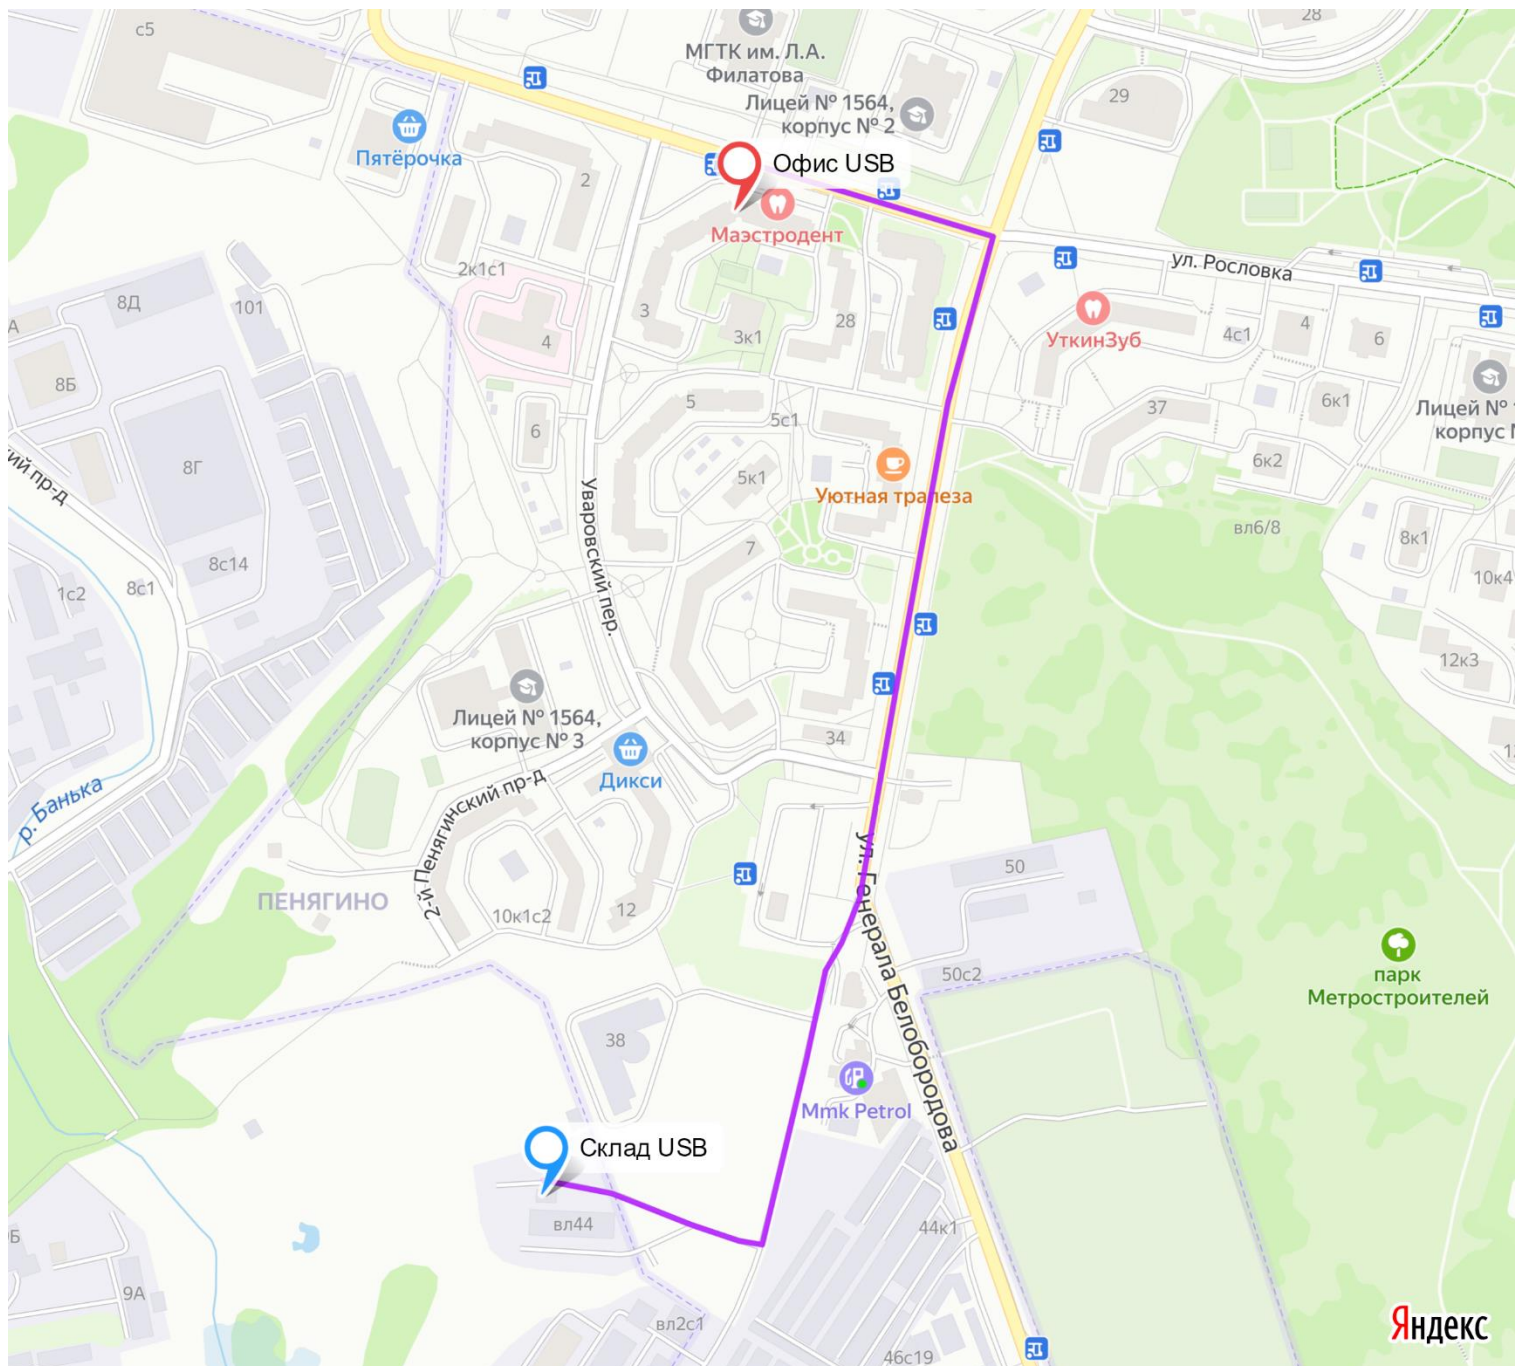 с5
МГТК им. Л.А.
Филатова
28
Лицей № 1564,
корпус № 2
29
Пятёрочка
2
Офис USB
Маэстродент
ул. Рословка
2к1с1
8Д
101
А
3
3к1
28
4
УткинЗуб
4с1
4
6
8Б
5
5с1
37
6к1
Лицей №
корпус №
6
8Г
5к1
Уютная трапеза
6к2
ий пр-д
Уваровский пер.
вл6/8
8к1
7
8с14
8с1
1с2
10к4
12к3
Лицей № 1564,
корпус № 3
34
Дикси
р. Банька
2-й Пенягинский пр-д
ул. Генерала Белобородова
50
ПЕНЯГИНО
10к1с2
12
50с2
парк
Метростроителей
38
Mmk Petrol
Склад USB
вл44
44к1
9А
вл2с1
46с19
Яндекс